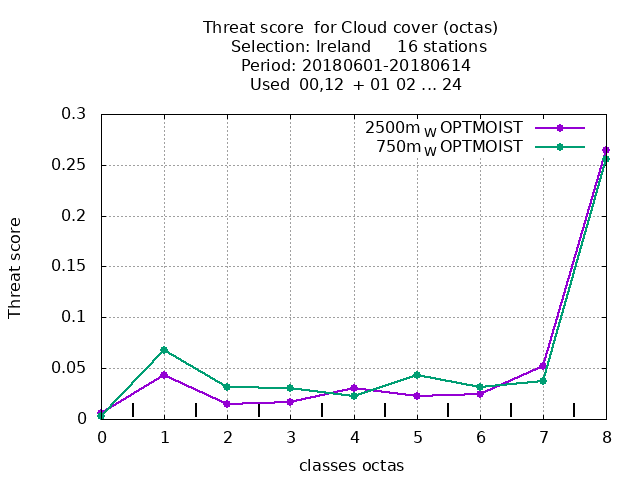 Threat score for Cloud cover (octas)
Selection: Ireland 16 stations
Period: 20180601-20180614
Used 00,12 + 01 02 ... 24
2500m W OPTMOIST
750m W OPTMOIST
0.3
0.25
0.2
0.15
0.1
0.05
0
Threat score
0 1 2 3 4 5 6 7 8
classes octas